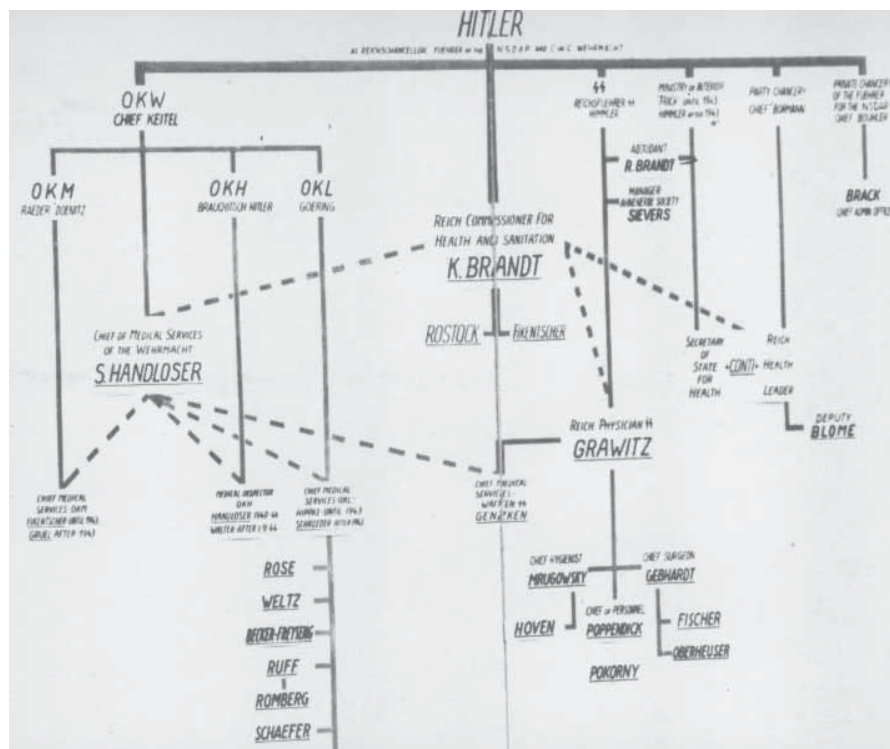 HITLER
AS REICHSCHANCELLOR, FUEHRER OF THE N.S.D.A.P. AND C IN C WEHRMACHT
OKW
CHIEF KEITEL
SS
REICHSFUEHRER SS
HIMMLER
MINISTRY OF INTERIOR
FRICK UNTIL 1943
HIMMLER AFTER 1943
PARTY CHANCERY
CHIEF BORMANN
PRIVATE CHANCERY
OF THE FUEHRER
FOR THE NSDAP
CHIEF BOUHLER
ADJUTANT
R. BRANDT
MANAGER
AHNENERBE SOCIETY
SIEVERS
BRACK
CHIEF ADMIN OFFICE
OKM
RAEDER DOENITZ
OKH
BRAUCHITSCH HITLER
OKL
GOERING
REICH COMMISSIONER FOR
HEALTH AND SANITATION
K. BRANDT
ROSTOCK
FIKENTSCHER
CHIEF OF MEDICAL SERVICES
OF THE WEHRMACHT
S. HANDLOSER
SECRETARY
OF
STATE
FOR
HEALTH
CONTI
REICH
HEALTH
LEADER
DEPUTY
BLOME
REICH PHYSICIAN SS
GRAWITZ
CHIEF MEDICAL
SERVICES OKM
FIKENTSCHER UNTIL 1943
GREUL AFTER 1943
MEDICAL INSPECTOR
OKH
HANDLOSER 1940-44
WALTER AFTER 1-9-44
CHIEF MEDICAL
SERVICES OKL-
HIPPKE UNTIL 1943
SCHROEDER AFTER 1943
CHIEF MEDICAL
SERVICES-
WAFFEN SS
GENZKEN
ROSE
WELTZ
BECKER-FREYSENG
RUFF
ROMBERG
SCHAEFER
CHIEF HYGIENIST
MRUGOWSKY
CHIEF SURGEON
GEBHARDT
HOVEN
CHIEF OF PERSONNEL
POPPENDICK
FISCHER
OBERHEUSER
POKORNY